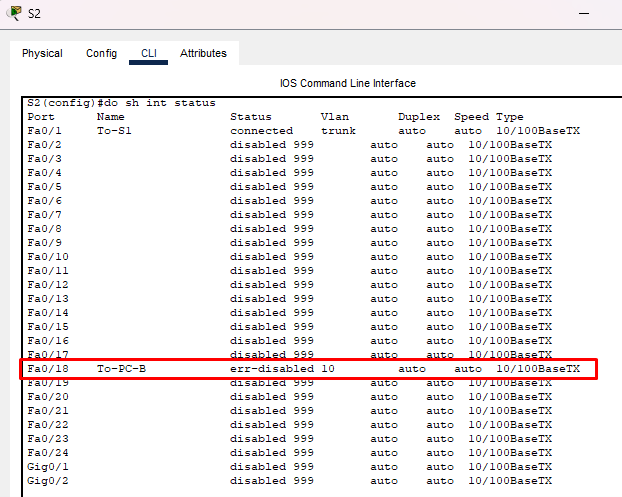 S2
Physical Config CLI Attributes
IOS Command Line Interface
S2(config)#do sh int status
Port Name Status Vlan Duplex Speed Type
Fa0/1 To-S1 connected trunk auto auto 10/100BaseTX
Fa0/2 disabled 999 auto auto 10/100BaseTX
Fa0/3 disabled 999 auto auto 10/100BaseTX
Fa0/4 disabled 999 auto auto 10/100BaseTX
Fa0/5 disabled 999 auto auto 10/100BaseTX
Fa0/6 disabled 999 auto auto 10/100BaseTX
Fa0/7 disabled 999 auto auto 10/100BaseTX
Fa0/8 disabled 999 auto auto 10/100BaseTX
Fa0/9 disabled 999 auto auto 10/100BaseTX
Fa0/10 disabled 999 auto auto 10/100BaseTX
Fa0/11 disabled 999 auto auto 10/100BaseTX
Fa0/12 disabled 999 auto auto 10/100BaseTX
Fa0/13 disabled 999 auto auto 10/100BaseTX
Fa0/14 disabled 999 auto auto 10/100BaseTX
Fa0/15 disabled 999 auto auto 10/100BaseTX
Fa0/16 disabled 999 auto auto 10/100BaseTX
Fa0/17 disabled 999 auto auto 10/100BaseTX
Fa0/18 To-PC-B err-disabled 10 auto auto 10/100BaseTX
Fa0/19 disabled 999 auto auto 10/100BaseTX
Fa0/20 disabled 999 auto auto 10/100BaseTX
Fa0/21 disabled 999 auto auto 10/100BaseTX
Fa0/22 disabled 999 auto auto 10/100BaseTX
Fa0/23 disabled 999 auto auto 10/100BaseTX
Fa0/24 disabled 999 auto auto 10/100BaseTX
Gig0/1 disabled 999 auto auto 10/100BaseTX
Gig0/2 disabled 999 auto auto 10/100BaseTX